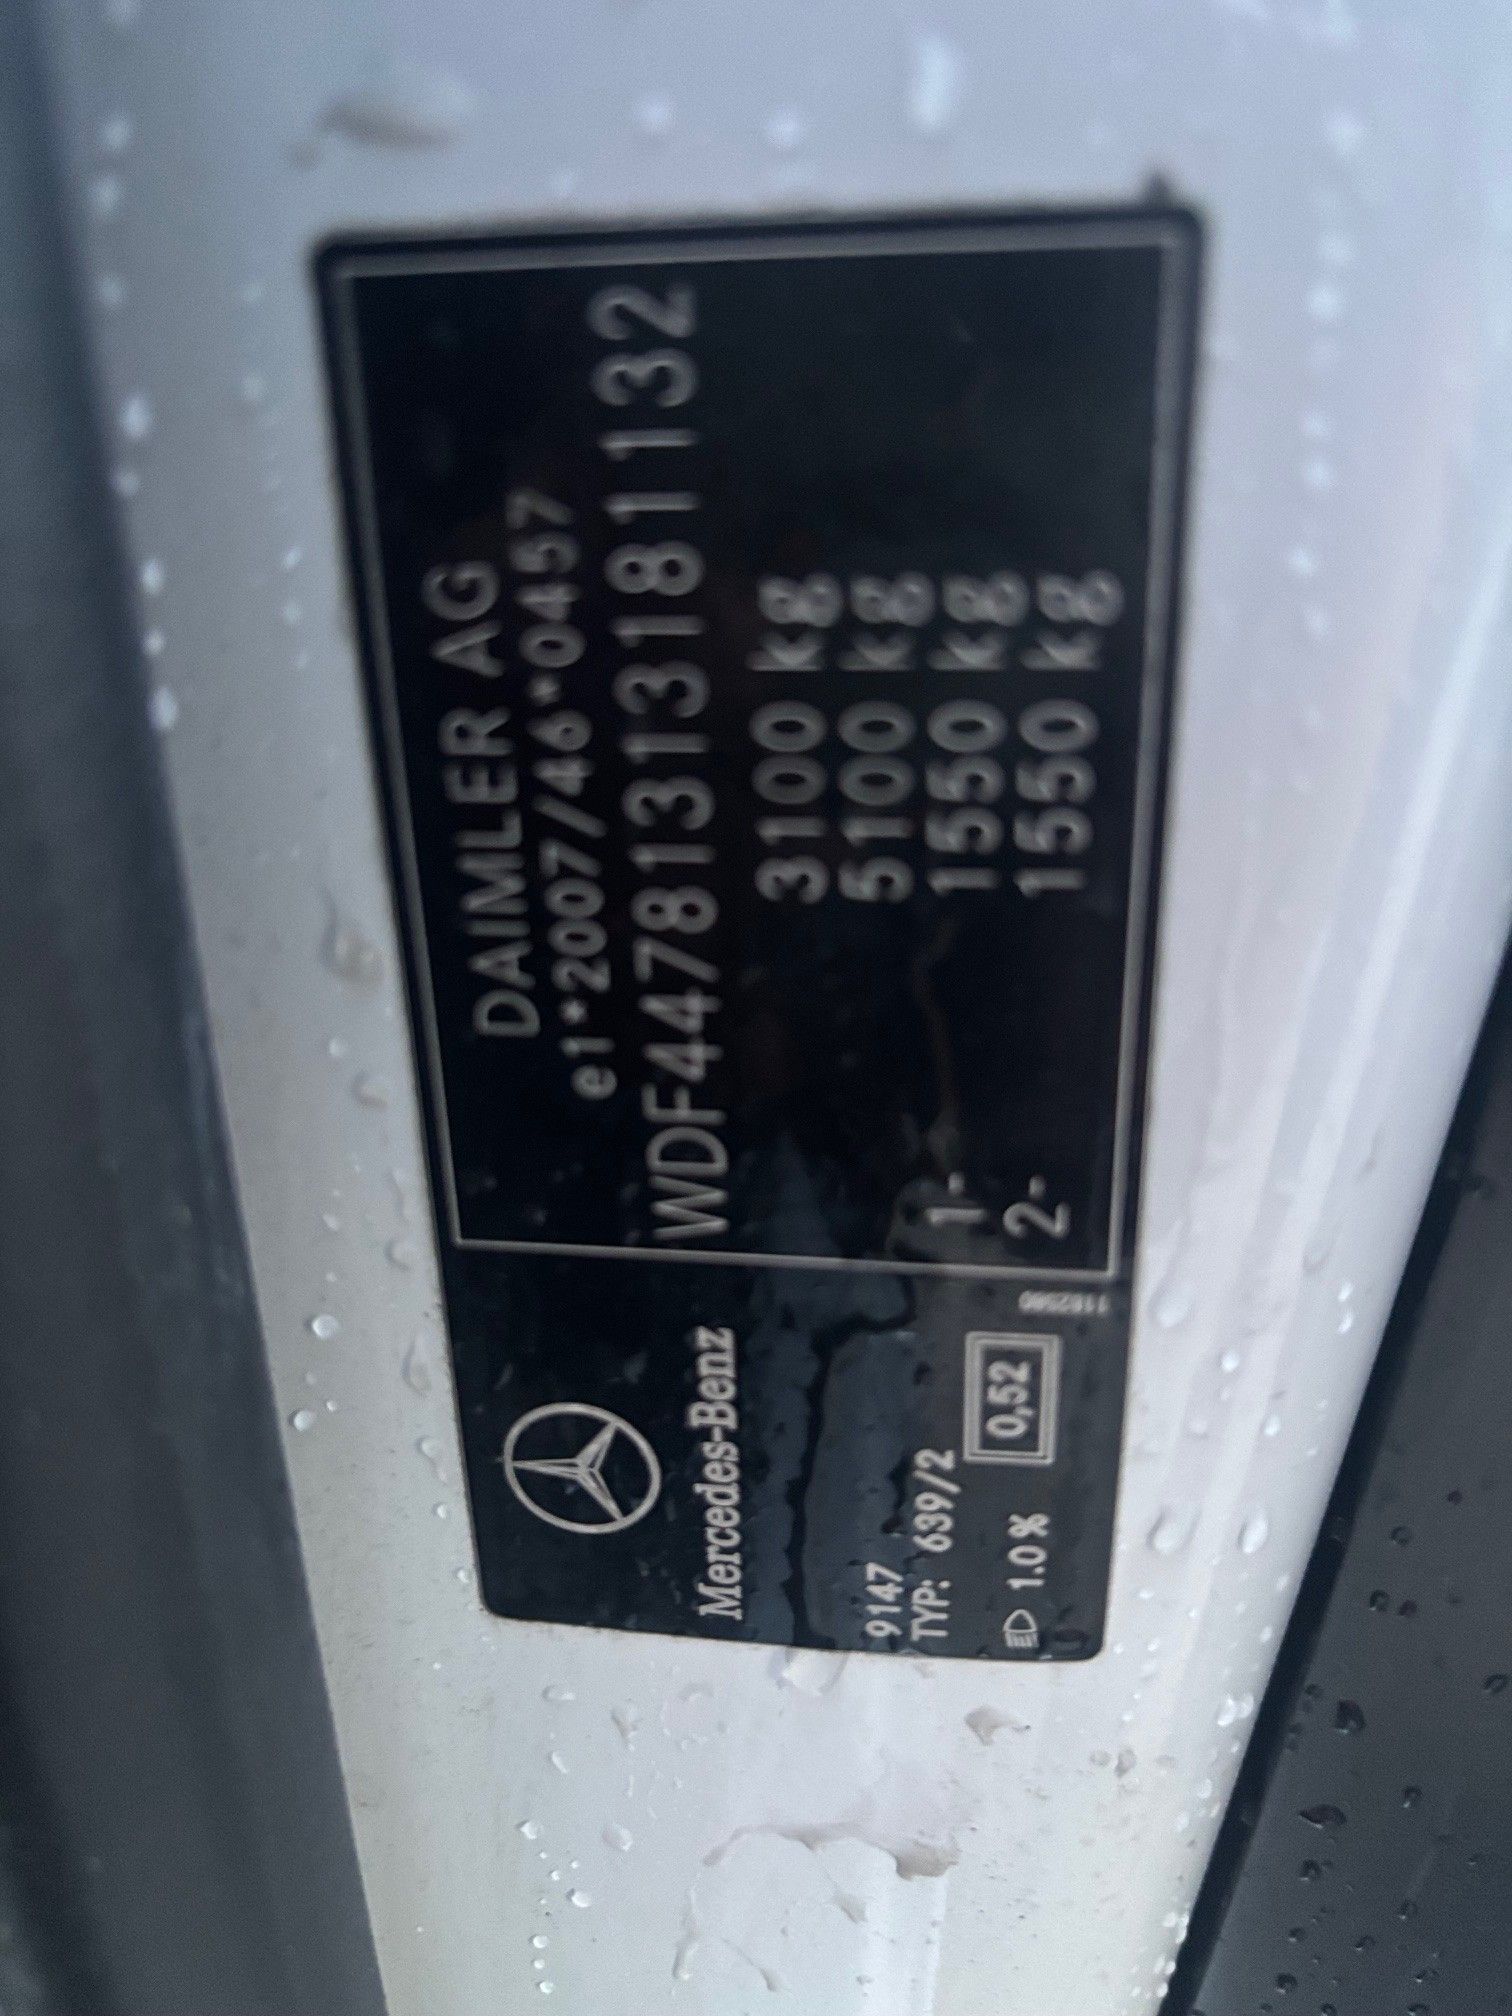 DAIMLER AG
e1*2007/46*0457
WDF44781313181132
3100 kg
5100 kg
1- 1550 kg
2- 1550 kg
Mercedes-Benz
9147
TYP: 639/2
1.0 %
0,52